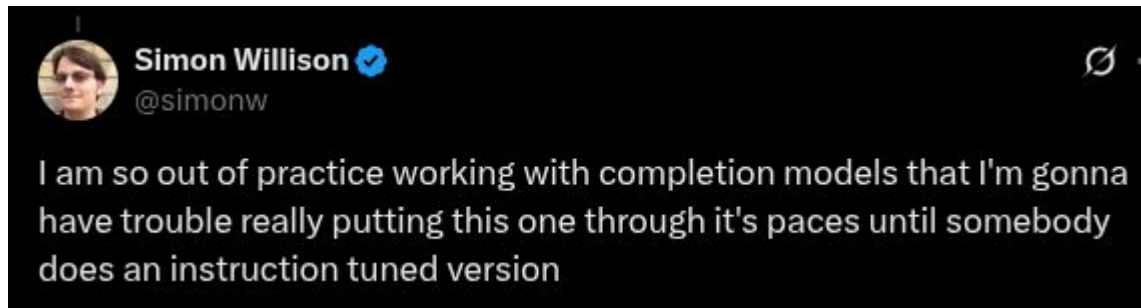 Simon Willison
@simonw
I am so out of practice working with completion models that I'm gonna
have trouble really putting this one through it's paces until somebody
does an instruction tuned version